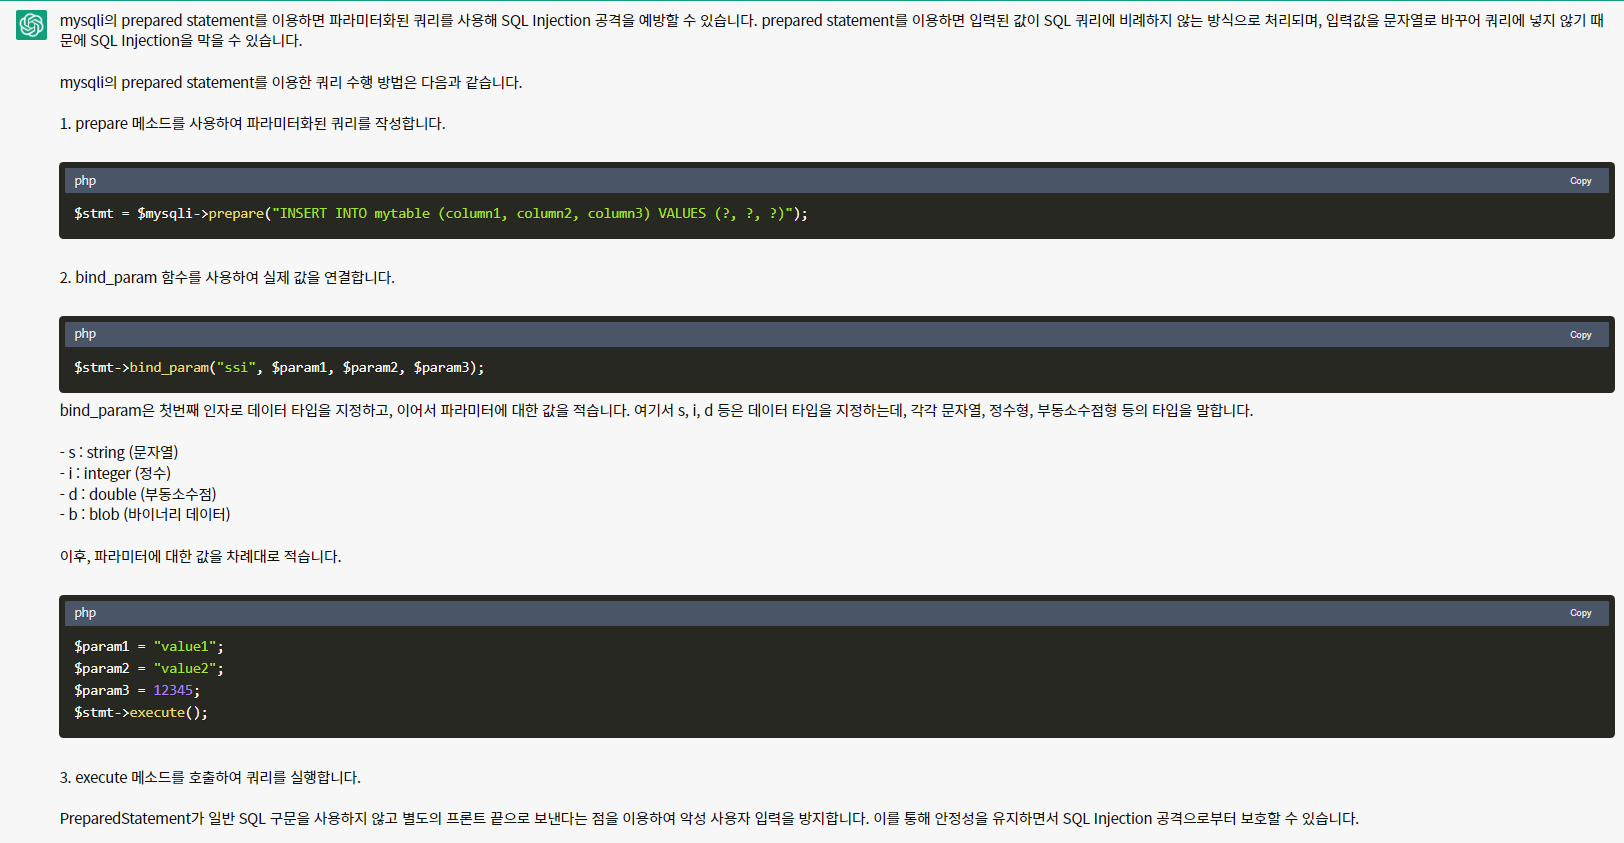 mysqli의 prepared statement를 이용하면 파라미터화된 쿼리를 사용해 SQL Injection 공격을 예방할 수 있습니다. prepared statement를 이용하면 입력된 값이 SQL 쿼리에 비례하지 않는 방식으로 처리되며, 입력값을 문자열로 바꾸어 쿼리에 넣지 않기 때
문에 SQL Injection을 막을 수 있습니다.
mysqli의 prepared statement를 이용한 쿼리 수행 방법은 다음과 같습니다.
1. prepare 메소드를 사용하여 파라미터화된 쿼리를 작성합니다.
php Copy
$stmt = $mysqli->prepare("INSERT INTO mytable (column1, column2, column3) VALUES (?, ?, ?)");
2. bind_param 함수를 사용하여 실제 값을 연결합니다.
php Copy
$stmt->bind_param("ssi", $param1, $param2, $param3);
bind_param은 첫번째 인자로 데이터 타입을 지정하고, 이어서 파라미터에 대한 값을 적습니다. 여기서 s, i, d 등은 데이터 타입을 지정하는데, 각각 문자열, 정수형, 부동소수점형 등의 타입을 말합니다.
- s : string (문자열)
- i : integer (정수)
- d : double (부동소수점)
- b : blob (바이너리 데이터)
이후, 파라미터에 대한 값을 차례대로 적습니다.
php Copy
$param1 = "value1";
$param2 = "value2";
$param3 = 12345;
$stmt->execute();
3. execute 메소드를 호출하여 쿼리를 실행합니다.
PreparedStatement가 일반 SQL 구문을 사용하지 않고 별도의 프론트 끝으로 보낸다는 점을 이용하여 악성 사용자 입력을 방지합니다. 이를 통해 안정성을 유지하면서 SQL Injection 공격으로부터 보호할 수 있습니다.